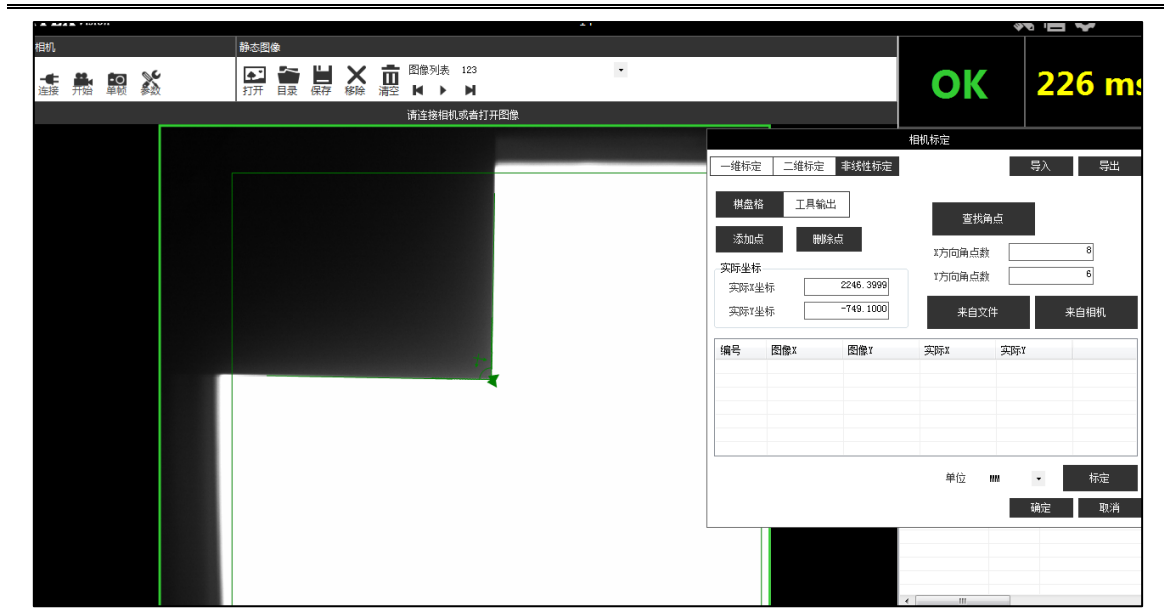 相机
静态图像
连接 开始 单帧 参数
打开 目录 保存 移除 清空
图像列表 123
请连接相机或者打开图像
OK
226 ms
相机标定
一维标定 二维标定 非线性标定 导入 导出
棋盘格 工具输出
查找角点
添加点 删除点
X方向角点数 8
实际坐标
Y方向角点数 6
实际X坐标 2246.3999
实际Y坐标 -749.1000
来自文件 来自相机
编号 图像X 图像Y 实际X 实际Y
单位 mm 标定
确定 取消